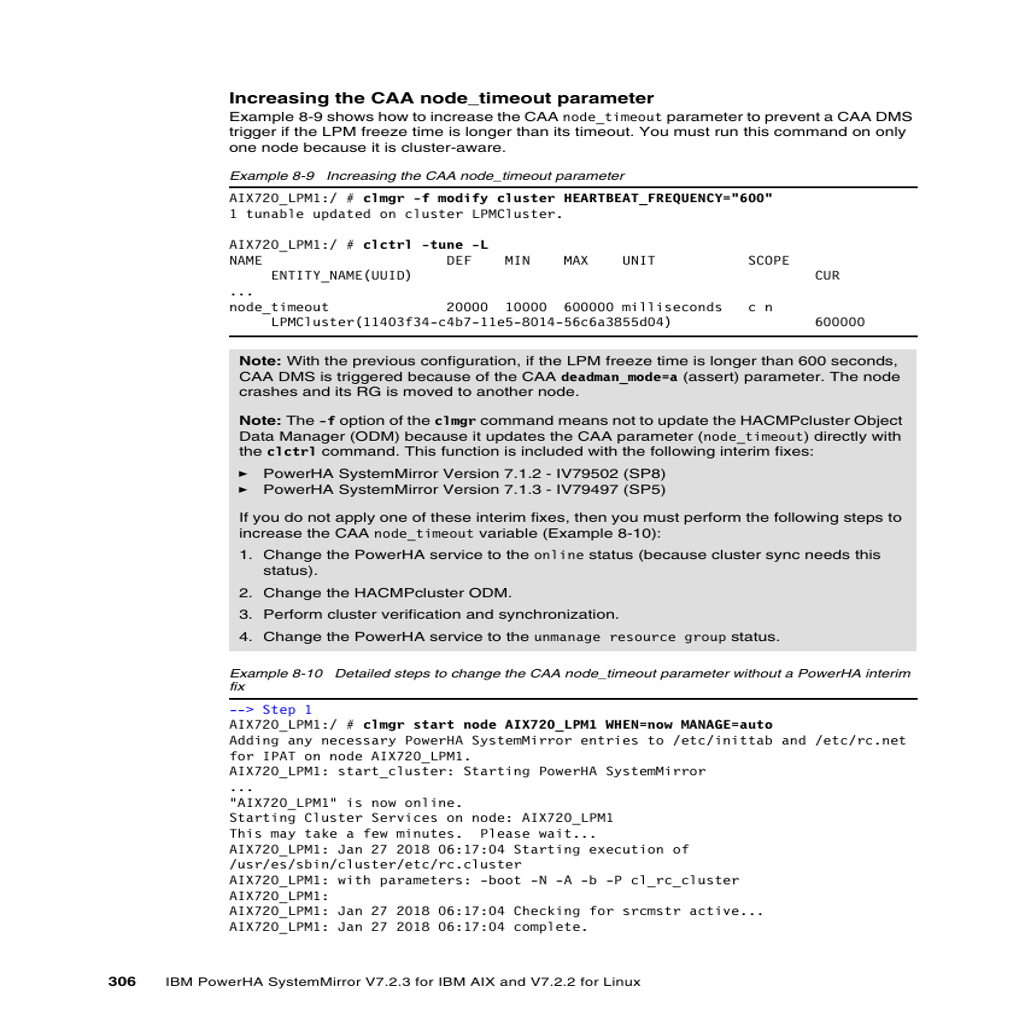 Increasing the CAA node_timeout parameter
Example 8-9 shows how to increase the CAA node_timeout parameter to prevent a CAA DMS
trigger if the LPM freeze time is longer than its timeout. You must run this command on only
one node because it is cluster-aware.
Example 8-9   Increasing the CAA node_timeout parameter
AIX720_LPM1:/ # clmgr -f modify cluster HEARTBEAT_FREQUENCY="600"
1 tunable updated on cluster LPMCluster.
AIX720_LPM1:/ # clctrl -tune -L
NAME                      DEF    MIN    MAX    UNIT           SCOPE
     ENTITY_NAME(UUID)                                                CUR
...
node_timeout              20000  10000  600000 milliseconds   c n
     LPMCluster(11403f34-c4b7-11e5-8014-56c6a3855d04)                 600000
Note: With the previous configuration, if the LPM freeze time is longer than 600 seconds,
CAA DMS is triggered because of the CAA deadman_mode=a (assert) parameter. The node
crashes and its RG is moved to another node.
Note: The -f option of the clmgr command means not to update the HACMPcluster Object
Data Manager (ODM) because it updates the CAA parameter (node_timeout) directly with
the clctrl command. This function is included with the following interim fixes:
► PowerHA SystemMirror Version 7.1.2 - IV79502 (SP8)
► PowerHA SystemMirror Version 7.1.3 - IV79497 (SP5)
If you do not apply one of these interim fixes, then you must perform the following steps to
increase the CAA node_timeout variable (Example 8-10):
1. Change the PowerHA service to the online status (because cluster sync needs this
status).
2. Change the HACMPcluster ODM.
3. Perform cluster verification and synchronization.
4. Change the PowerHA service to the unmanage resource group status.
Example 8-10   Detailed steps to change the CAA node_timeout parameter without a PowerHA interim
fix
--> Step 1
AIX720_LPM1:/ # clmgr start node AIX720_LPM1 WHEN=now MANAGE=auto
Adding any necessary PowerHA SystemMirror entries to /etc/inittab and /etc/rc.net
for IPAT on node AIX720_LPM1.
AIX720_LPM1: start_cluster: Starting PowerHA SystemMirror
...
"AIX720_LPM1" is now online.
Starting Cluster Services on node: AIX720_LPM1
This may take a few minutes.  Please wait...
AIX720_LPM1: Jan 27 2018 06:17:04 Starting execution of
/usr/es/sbin/cluster/etc/rc.cluster
AIX720_LPM1: with parameters: -boot -N -A -b -P cl_rc_cluster
AIX720_LPM1:
AIX720_LPM1: Jan 27 2018 06:17:04 Checking for srcmstr active...
AIX720_LPM1: Jan 27 2018 06:17:04 complete.
306   IBM PowerHA SystemMirror V7.2.3 for IBM AIX and V7.2.2 for Linux